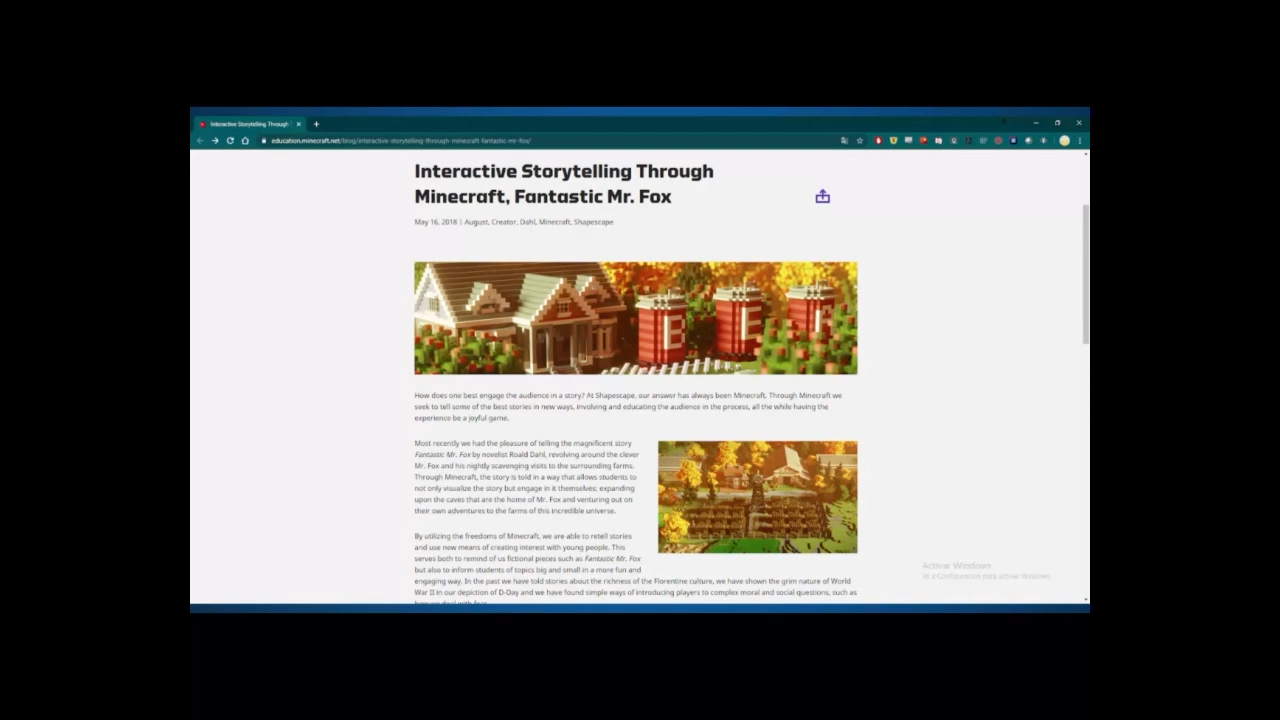 Interactive Storytelling Through
education.minecraft.net/blog/interactive-storytelling-through-minecraft-fantastic-mr-fox/
Interactive Storytelling Through
Minecraft, Fantastic Mr. Fox
May 16, 2018 | August, Creator, Dahl, Minecraft, Shapescape
B E A
How does one best engage the audience in a story? At Shapescape, our answer has always been Minecraft. Through Minecraft we
seek to tell some of the best stories in new ways, involving and educating the audience in the process, all the while having the
experience be a joyful game.
Most recently we had the pleasure of telling the magnificent story
Fantastic Mr. Fox by novelist Roald Dahl, revolving around the clever
Mr. Fox and his nightly scavenging visits to the surrounding farms.
Through Minecraft, the story is told in a way that allows students to
not only visualize the story but engage in it themselves; expanding
upon the caves that are the home of Mr. Fox and venturing out on
their own adventures to the farms of this incredible universe.
By utilizing the freedoms of Minecraft, we are able to retell stories
and use new means of creating interest with young people. This
serves both to remind us of fictional pieces such as Fantastic Mr. Fox
but also to inform students of topics big and small in a more fun and
engaging way. In the past we have told stories about the richness of the Florentine culture, we have shown the grim nature of World
War II in our depiction of D-Day and we have found simple ways of introducing players to complex moral and social questions, such as
Activar Windows
Ve a Configuración para activar Windows.